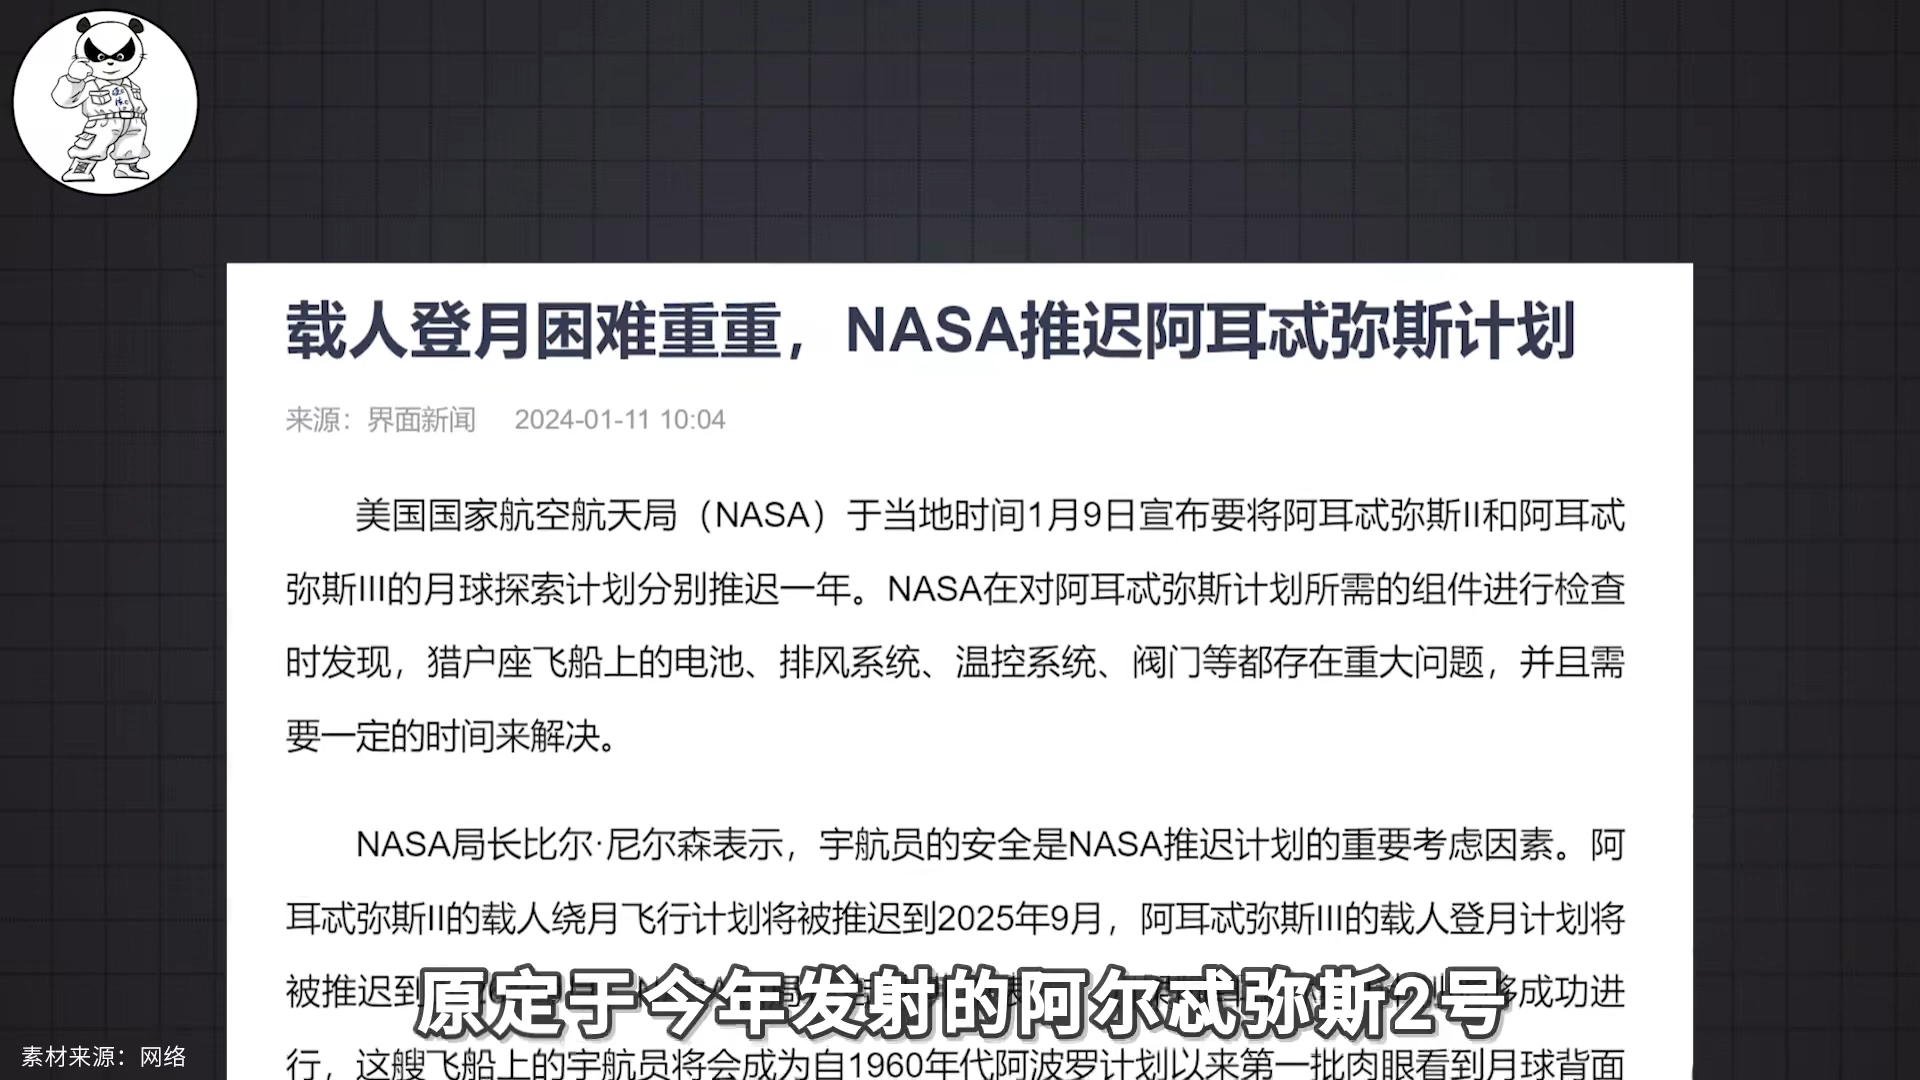 载人登月困难重重，NASA推迟阿耳忒弥斯计划
来源：界面新闻 2024-01-11 10:04
美国国家航空航天局（NASA）于当地时间1月9日宣布要将阿耳忒弥斯II和阿耳忒
弥斯III的月球探索计划分别推迟一年。NASA在对阿耳忒弥斯计划所需的组件进行检查
时发现，猎户座飞船上的电池、排风系统、温控系统、阀门等都存在重大问题，并且需
要一定的时间来解决。
NASA局长比尔·尼尔森表示，宇航员的安全是NASA推迟计划的重要考虑因素。阿
耳忒弥斯II的载人绕月飞行计划将被推迟到2025年9月，阿耳忒弥斯III的载人登月计划将
被推迟到 成功进
原定于今年发射的阿尔忒弥斯2号
行，这艘飞船上的宇航员将会成为自1960年代阿波罗计划以来第一批肉眼看到月球背面
素材来源：网络